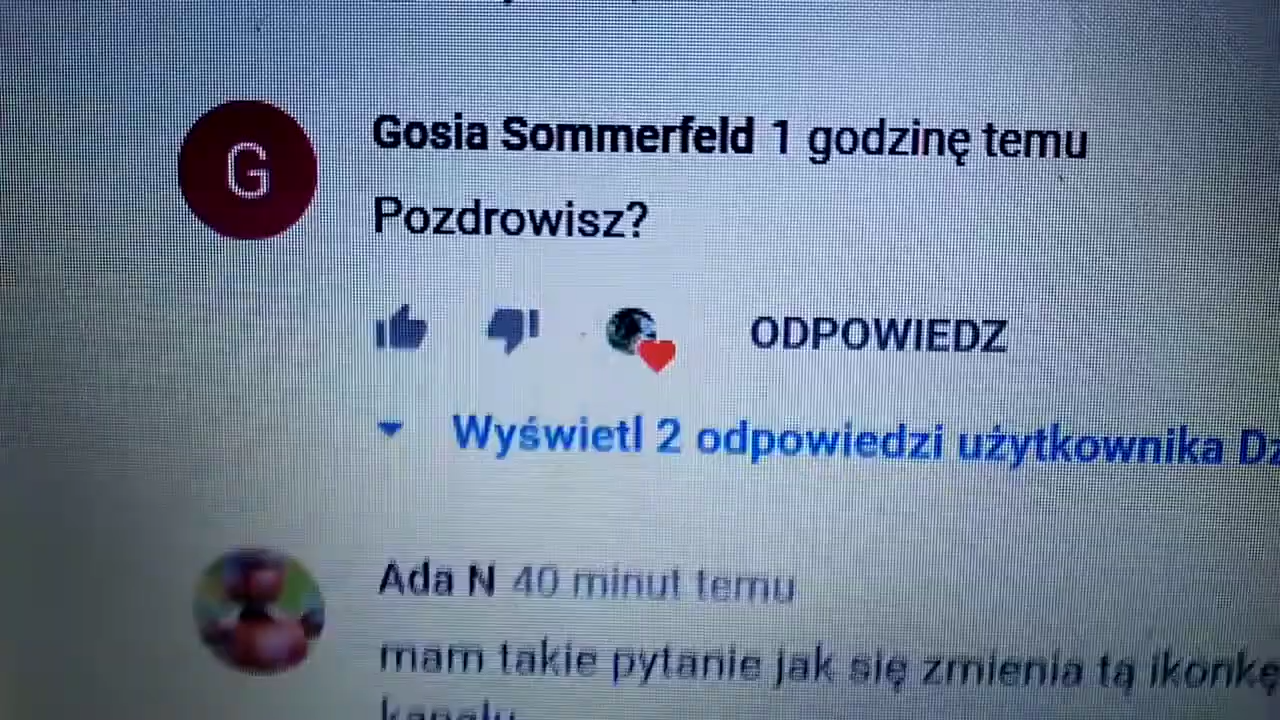 G
Gosia Sommerfeld 1 godzinę temu
Pozdrowisz?
ODPOWIEDZ
Wyświetl 2 odpowiedzi użytkownika
Ada N 40 minut temu
mam takie pytanie jak się zmienia tą ikonkę
kanału